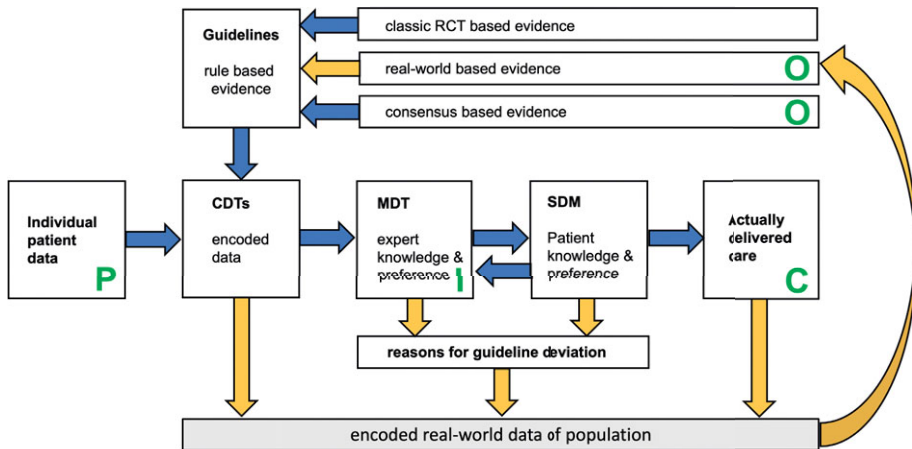 Guidelines
rule based
evidence
classic RCT based evidence
real-world based evidence
O
consensus based evidence
O
Individual
patient
data
P
CDTs
encoded
data
MDT
expert
knowledge &
preference
I
SDM
Patient
knowledge &
preference
Actually
delivered
care
C
reasons for guideline deviation
encoded real-world data of population